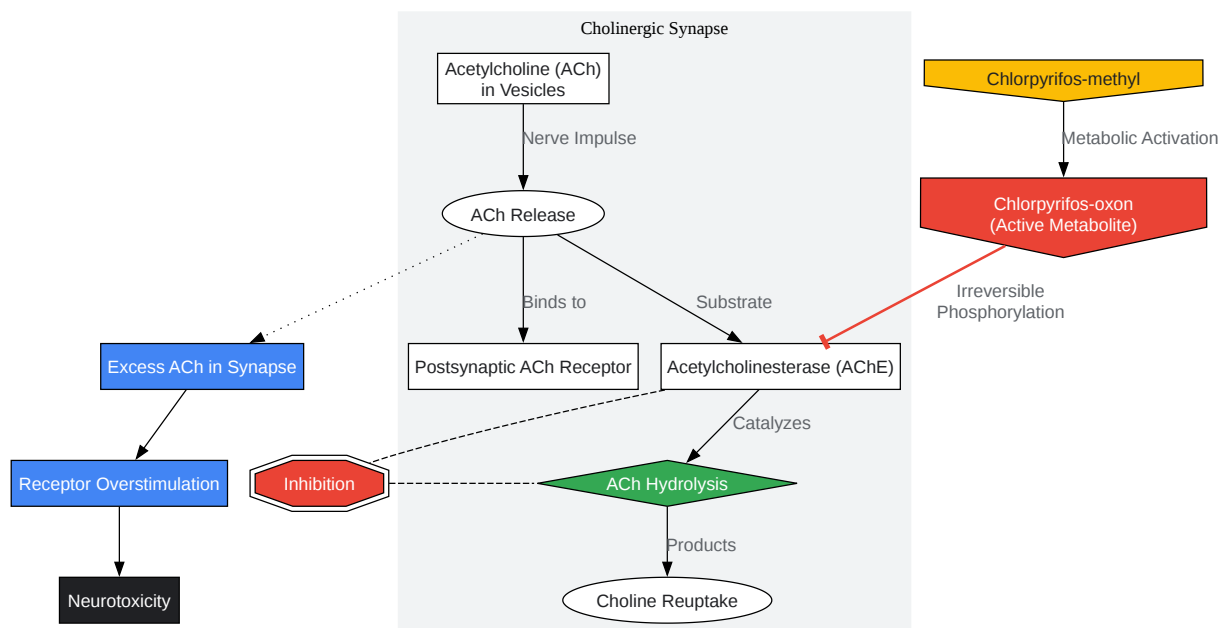 Cholinergic Synapse
Acetylcholine (ACh)
in Vesicles
Chlorpyrifos-methyl
Nerve Impulse
Metabolic Activation
ACh Release
Chlorpyrifos-oxon
(Active Metabolite)
Binds to
Substrate
Irreversible
Phosphorylation
Excess ACh in Synapse
Postsynaptic ACh Receptor
Acetylcholinesterase (AChE)
Catalyzes
Receptor Overstimulation
Inhibition
ACh Hydrolysis
Products
Neurotoxicity
Choline Reuptake